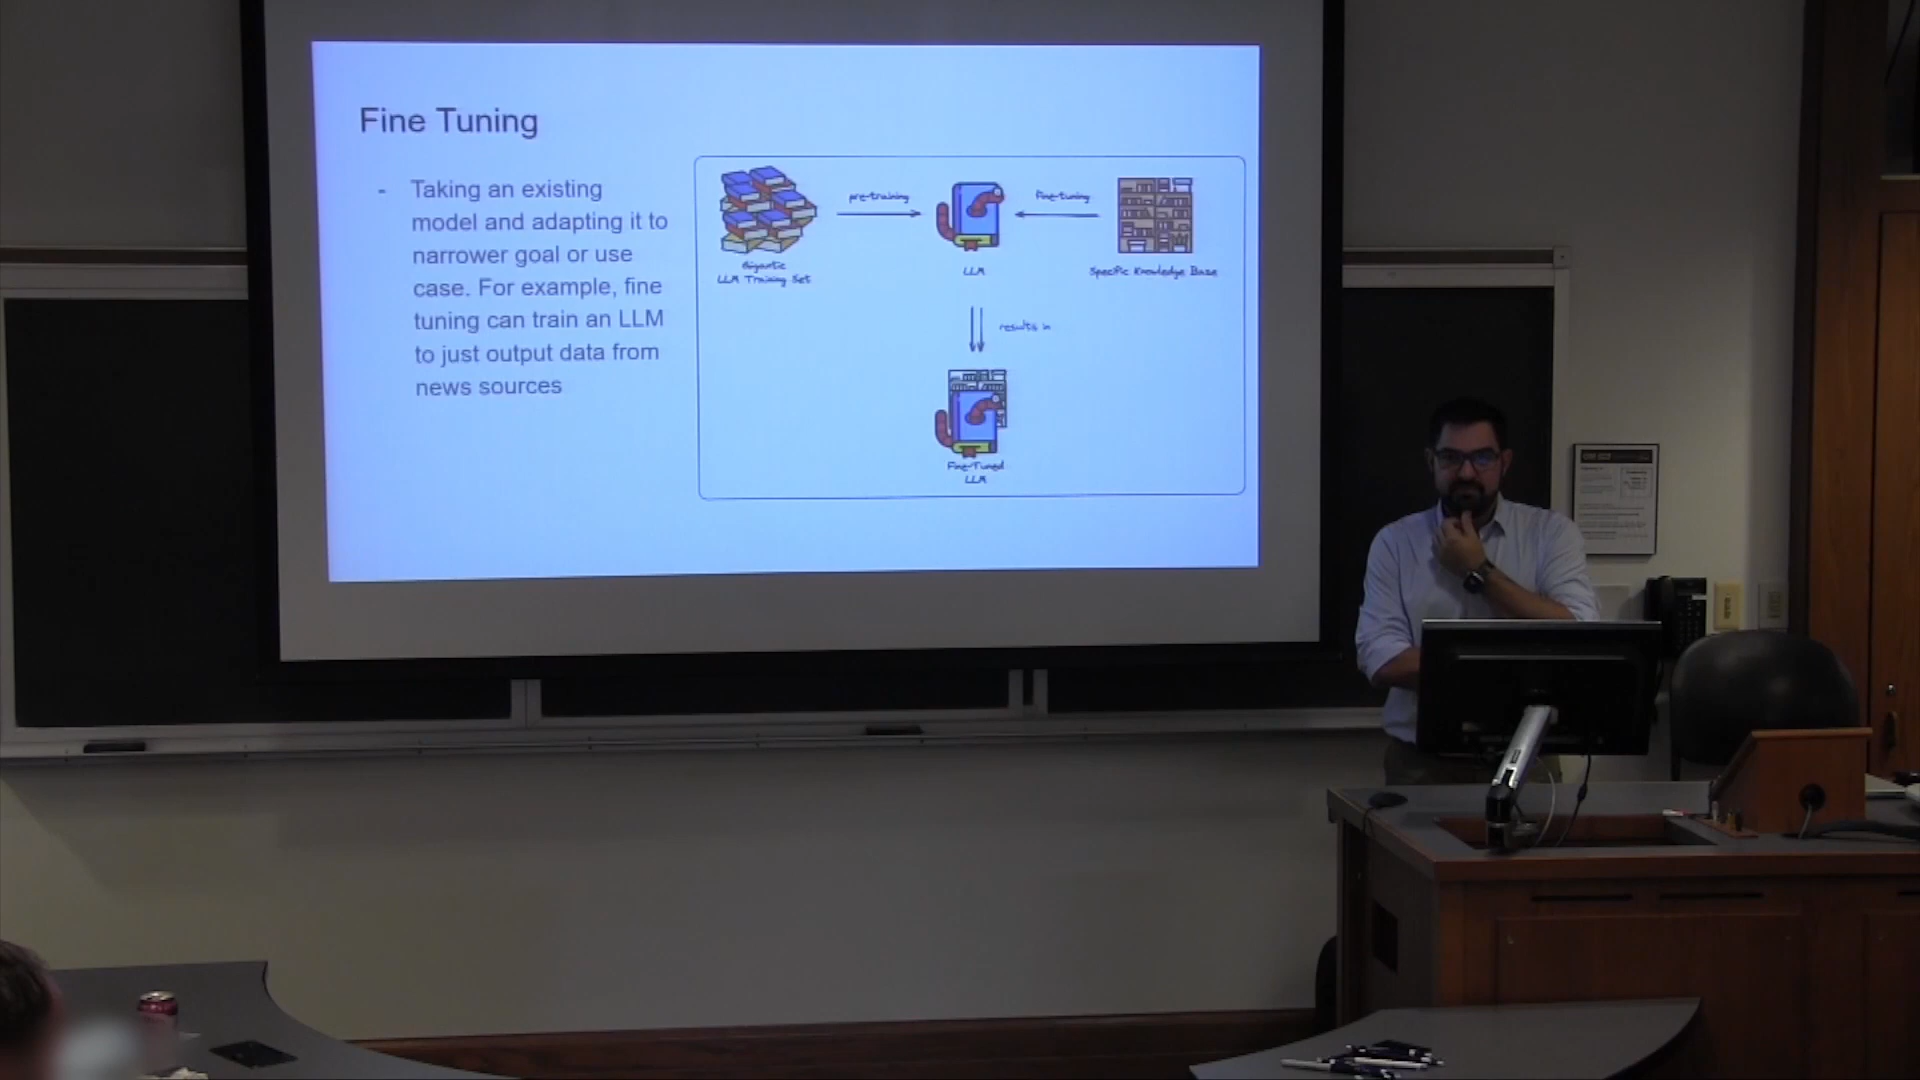 Fine Tuning
- Taking an existing
model and adapting it to
narrower goal or use
case. For example, fine
tuning can train an LLM
to just output data from
news sources
pre-training
fine-tuning
Gigantic
LLM Training Set
LLM
Specific Knowledge Base
results in
Fine-Tuned
LLM